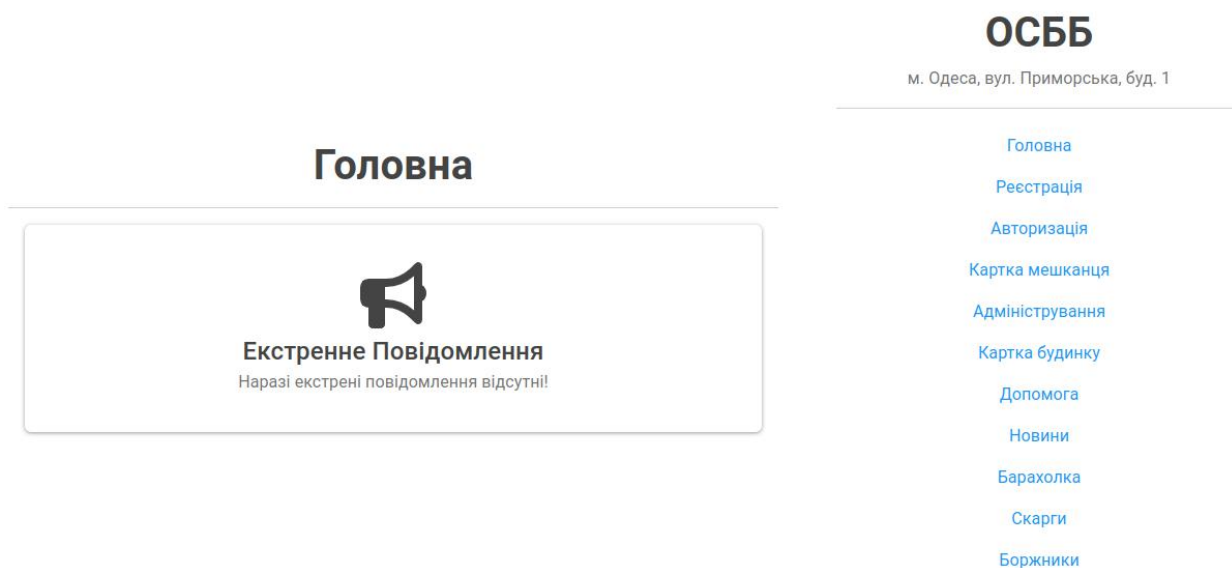 Головна
Екстренне Повідомлення
Наразі екстрені повідомлення відсутні!
ОСББ
м. Одеса, вул. Приморська, буд. 1
Головна
Реєстрація
Авторизація
Картка мешканця
Адміністрування
Картка будинку
Допомога
Новини
Барахолка
Скарги
Боржники